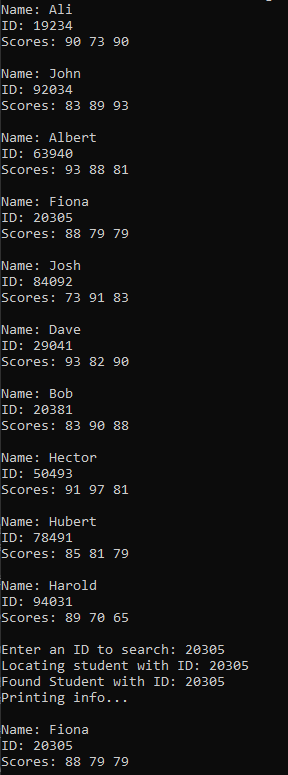 Name: Ali
ID: 19234
Scores: 90 73 90
Name: John
ID: 92034
Scores: 83 89 93
Name: Albert
ID: 63940
Scores: 93 88 81
Name: Fiona
ID: 20305
Scores: 88 79 79
Name: Josh
ID: 84092
Scores: 73 91 83
Name: Dave
ID: 29041
Scores: 93 82 90
Name: Bob
ID: 20381
Scores: 83 90 88
Name: Hector
ID: 50493
Scores: 91 97 81
Name: Hubert
ID: 78491
Scores: 85 81 79
Name: Harold
ID: 94031
Scores: 89 70 65
Enter an ID to search: 20305
Locating student with ID: 20305
Found Student with ID: 20305
Printing info...
Name: Fiona
ID: 20305
Scores: 88 79 79